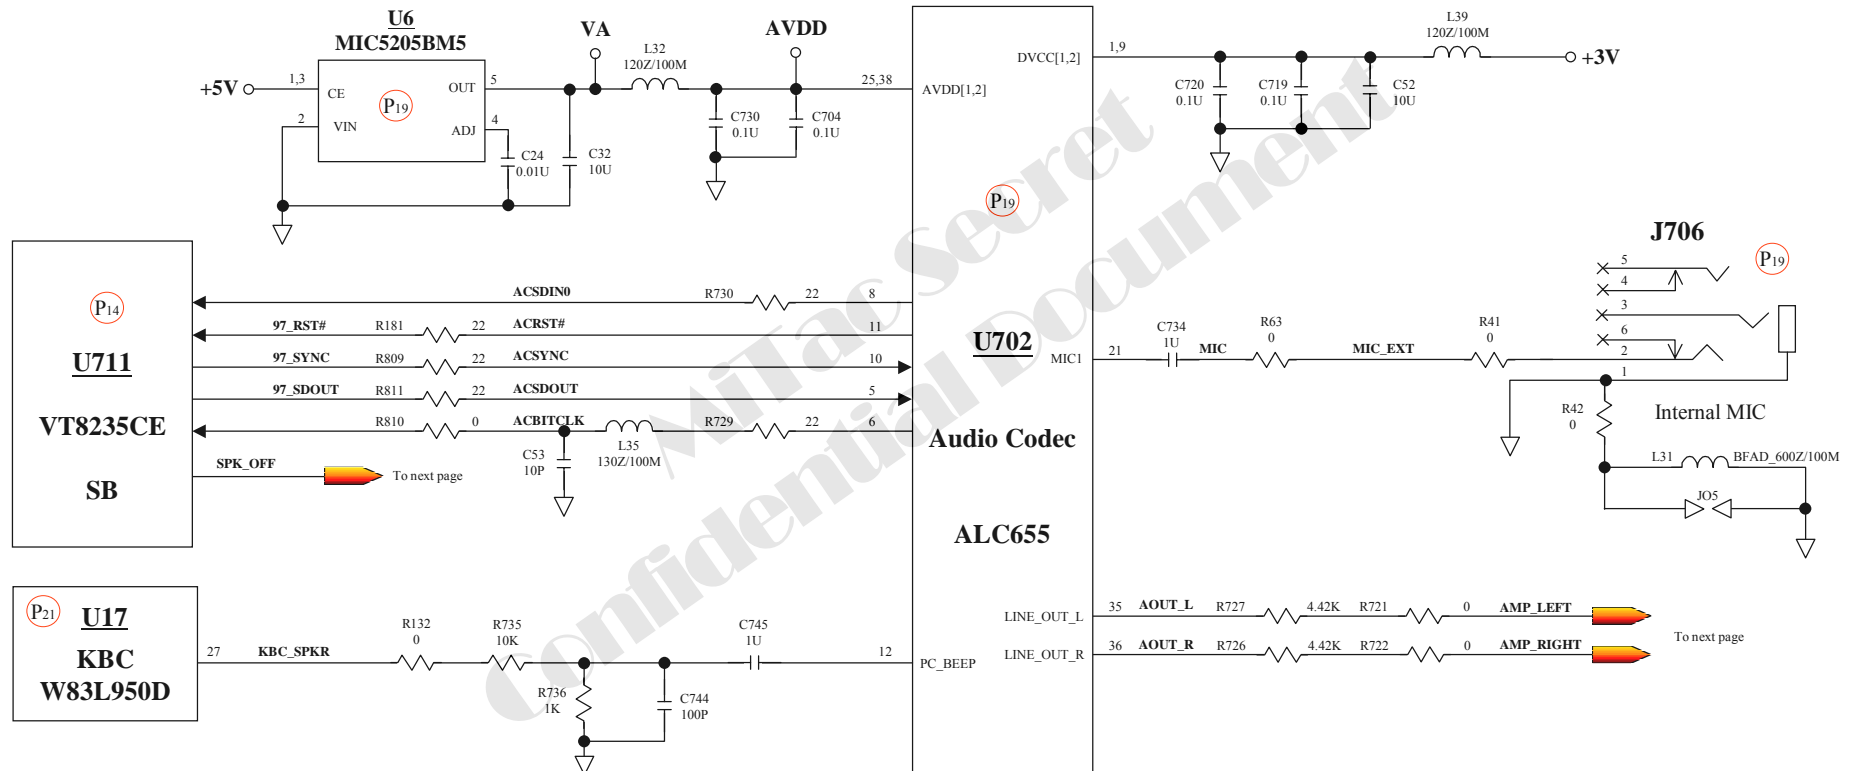 U6
MIC5205BM5
+5V
1,3
CE
OUT
5
2
VIN
ADJ
4
P19
C24
0.01U
C32
10U
VA
L32
120Z/100M
AVDD
C730
0.1U
C704
0.1U
25,38
AVDD[1,2]
DVCC[1,2]
1,9
C720
0.1U
C719
0.1U
C52
10U
L39
120Z/100M
+3V
P14
U711
VT8235CE
SB
ACSDIN0
R730
22
8
97_RST#
R181
22
ACRST#
11
97_SYNC
R809
22
ACSYNC
10
97_SDOUT
R811
22
ACSDOUT
5
R810
0
ACBITCLK
L35
130Z/100M
R729
22
6
C53
10P
SPK_OFF
To next page
P19
U702
Audio Codec
ALC655
MIC1
21
C734
1U
MIC
R63
0
MIC_EXT
R41
0
J706
P19
5
4
3
6
2
1
R42
0
Internal MIC
L31
BFAD_600Z/100M
JO5
P21
U17
KBC
W83L950D
27
KBC_SPKR
R132
0
R735
10K
R736
1K
C744
100P
C745
1U
12
PC_BEEP
LINE_OUT_L
35
AOUT_L
R727
4.42K
R721
0
AMP_LEFT
LINE_OUT_R
36
AOUT_R
R726
4.42K
R722
0
AMP_RIGHT
To next page
MiTac Secret
Confidential Document